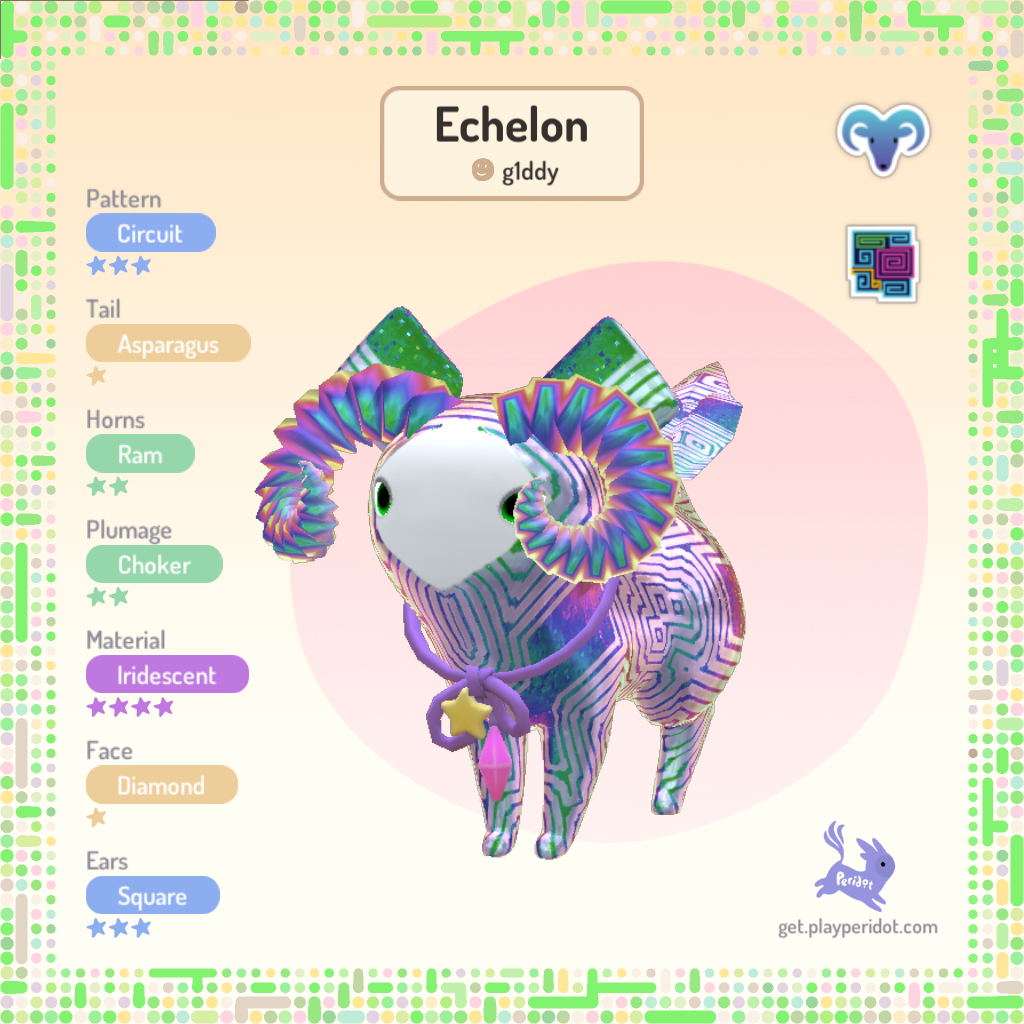 Echelon
g1ddy
Pattern
Circuit
Tail
Asparagus
Horns
Ram
Plumage
Choker
Material
Iridescent
Face
Diamond
Ears
Square
Peridot
get.playperidot.com